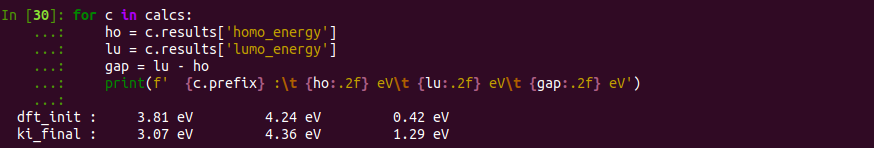 In [30]: for c in calcs:
    ...:     ho = c.results['homo_energy']
    ...:     lu = c.results['lumo_energy']
    ...:     gap = lu - ho
    ...:     print(f'  {c.prefix} :\t {ho:.2f} eV\t {lu:.2f} eV\t {gap:.2f} eV')
    ...:
  dft_init :     3.81 eV         4.24 eV         0.42 eV
  ki_final :     3.07 eV         4.36 eV         1.29 eV